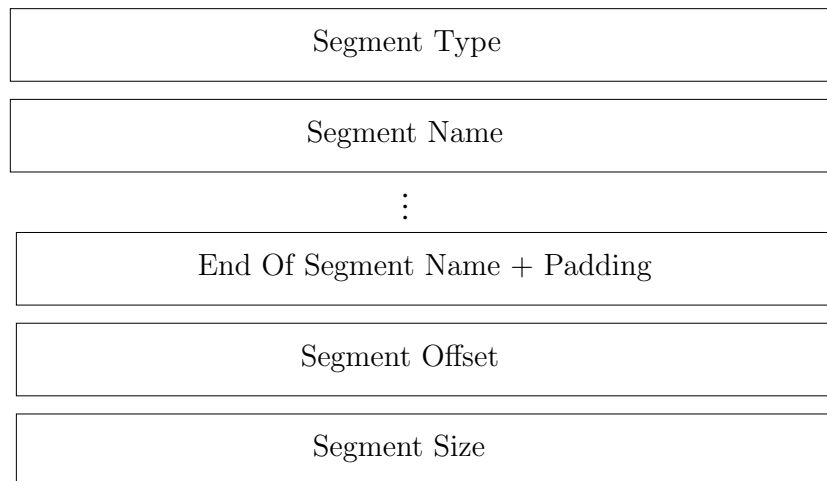 Segment Type
Segment Name
⋮
End Of Segment Name + Padding
Segment Offset
Segment Size